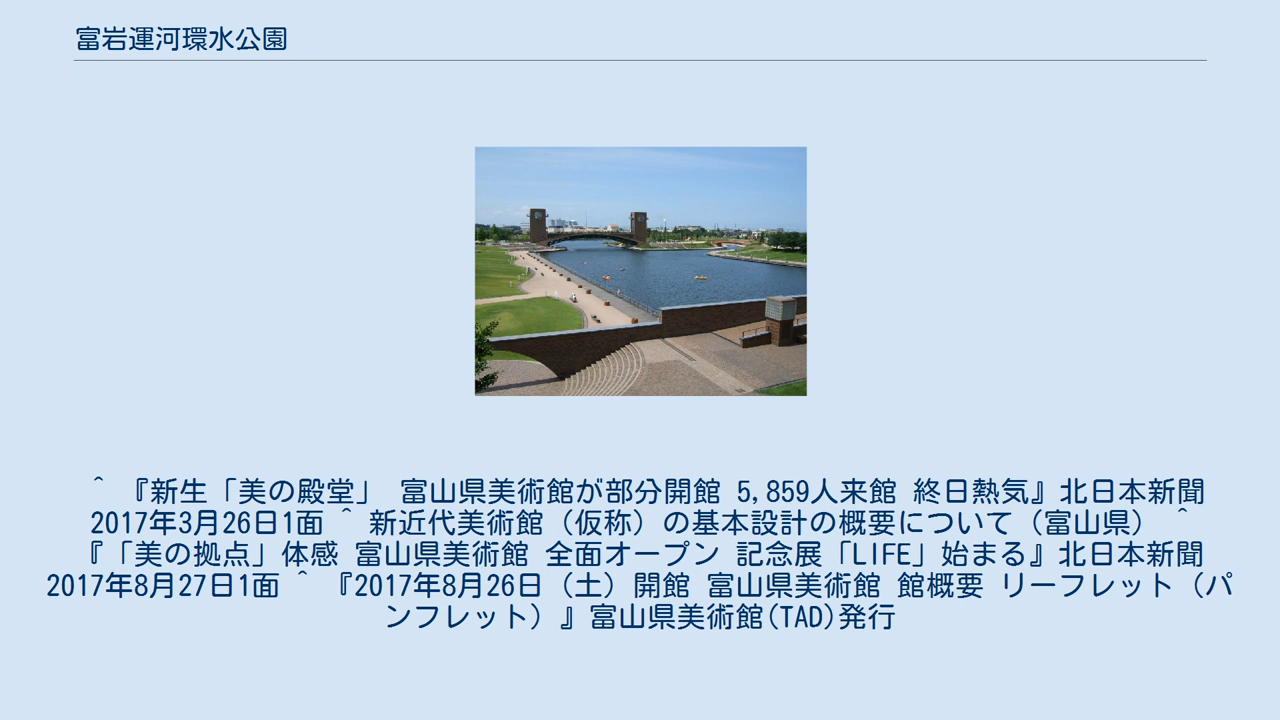 富岩運河環水公園
^ 『新生「美の殿堂」 富山県美術館が部分開館 5,859人来館 終日熱気』北日本新聞
2017年3月26日1面 ^ 新近代美術館（仮称）の基本設計の概要について（富山県） ^
『「美の拠点」体感 富山県美術館 全面オープン 記念展「LIFE」始まる』北日本新聞
2017年8月27日1面 ^ 『2017年8月26日（土）開館 富山県美術館 館概要 リーフレット（パ
ンフレット）』富山県美術館(TAD)発行